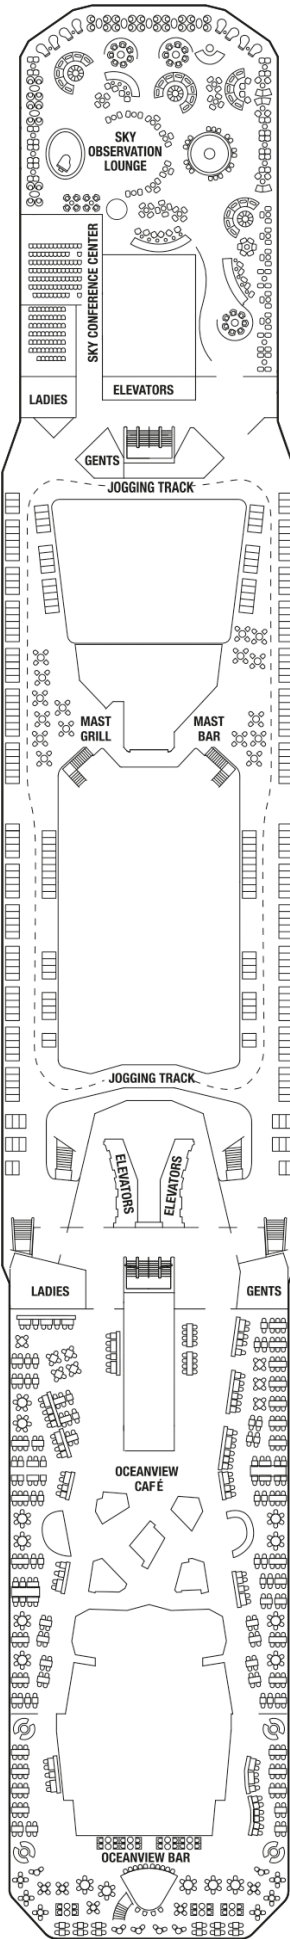 SKY
OBSERVATION
LOUNGE
SKY CONFERENCE CENTER
LADIES
ELEVATORS
GENTS
JOGGING TRACK
MAST
GRILL
MAST
BAR
JOGGING TRACK
ELEVATORS
ELEVATORS
LADIES
GENTS
OCEANVIEW
CAFÉ
OCEANVIEW BAR